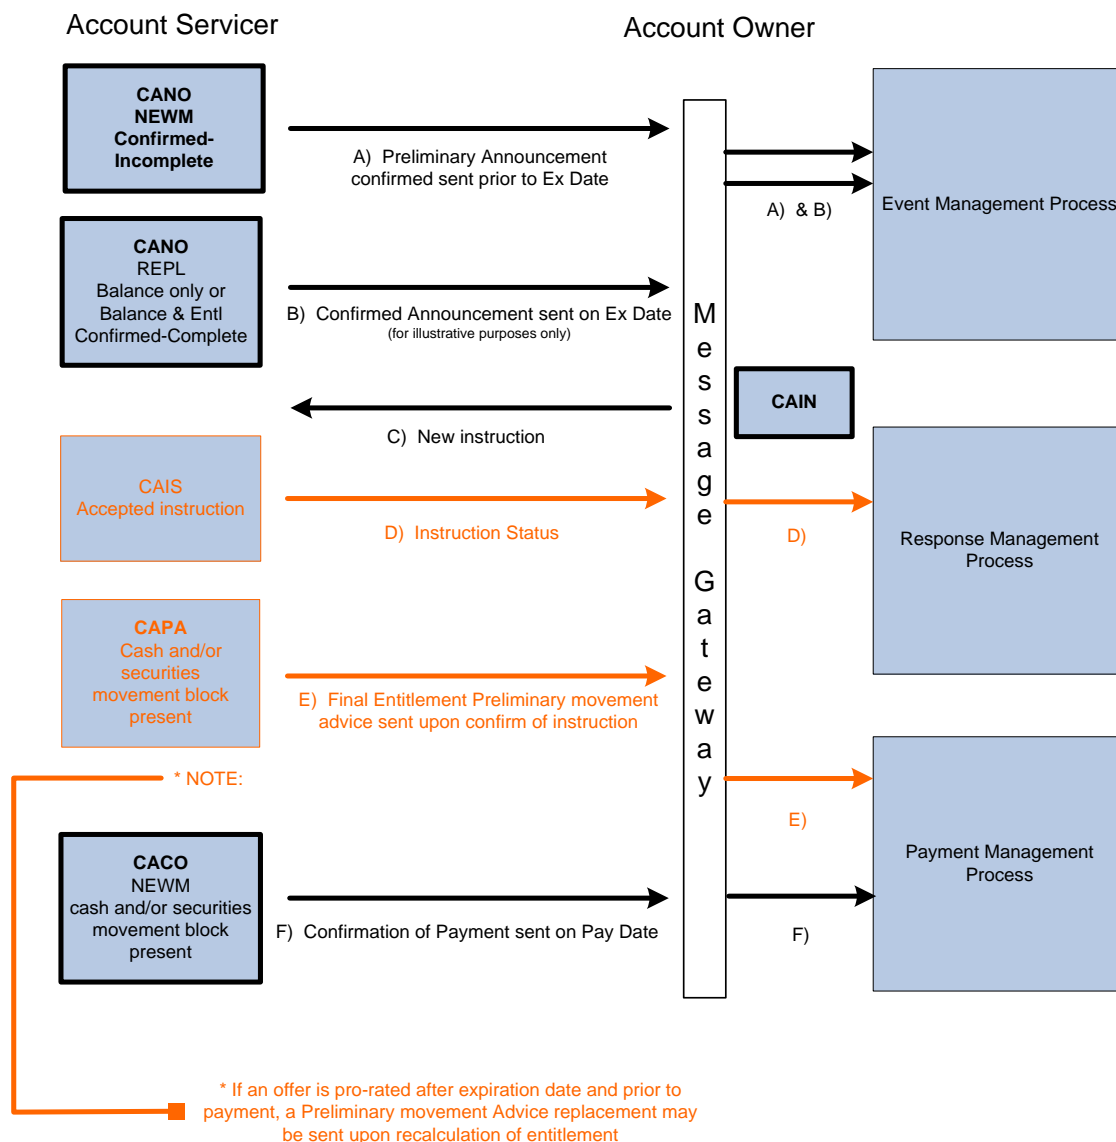 Account Servicer
Account Owner
CANO
NEWM
Confirmed-
Incomplete
A)  Preliminary Announcement
confirmed sent prior to Ex Date
A)  & B)
Event Management Process
CANO
REPL
Balance only or
Balance & Entl
Confirmed-Complete
B)  Confirmed Announcement sent on Ex Date
(for illustrative purposes only)
Message Gateway
CAIN
C)  New instruction
CAIS
Accepted instruction
D)  Instruction Status
D)
Response Management
Process
CAPA
Cash and/or
securities
movement block
present
E)  Final Entitlement Preliminary movement
advice sent upon confirm of instruction
* NOTE:
E)
Payment Management
Process
CACO
NEWM
cash and/or securities
movement block
present
F)  Confirmation of Payment sent on Pay Date
F)
* If an offer is pro-rated after expiration date and prior to
payment, a Preliminary movement Advice replacement may
be sent upon recalculation of entitlement